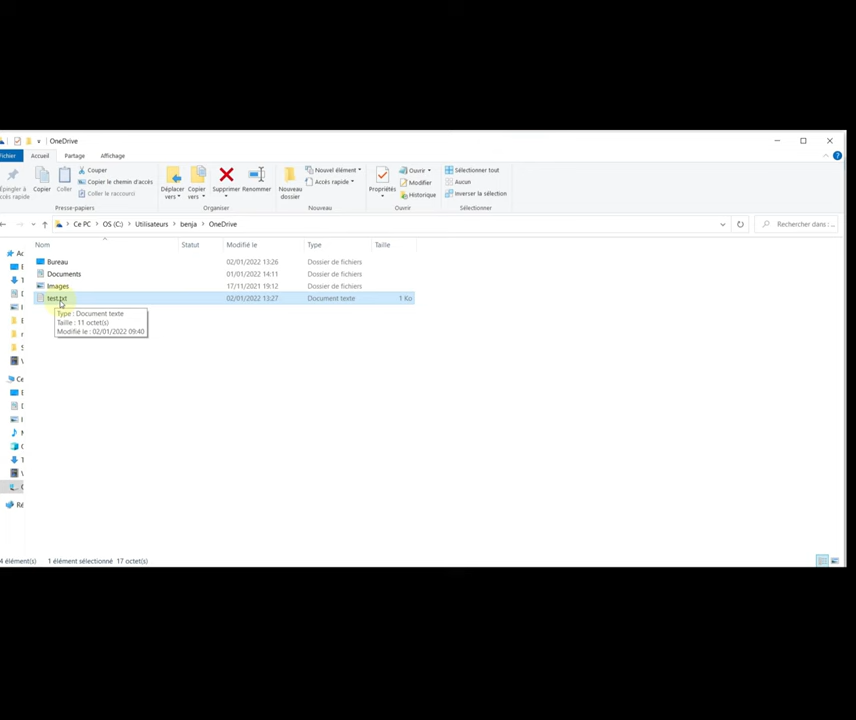 OneDrive
Fichier Accueil Partage Affichage
Épingler à accès rapide
Copier
Coller
Couper
Copier le chemin d'accès
Coller le raccourci
Presse-papiers
Déplacer vers
Copier vers
Supprimer
Renommer
Organiser
Nouveau dossier
Nouvel élément
Accès rapide
Nouveau
Propriétés
Ouvrir
Modifier
Historique
Ouvrir
Sélectionner tout
Aucun
Inverser la sélection
Sélectionner
Ce PC > OS (C:) > Utilisateurs > benja > OneDrive
Rechercher dans : ...
Nom Statut Modifié le Type Taille
Bureau 02/01/2022 13:26 Dossier de fichiers
Documents 01/01/2022 14:11 Dossier de fichiers
Images 17/11/2021 19:12 Dossier de fichiers
test.txt 02/01/2022 13:27 Document texte 1 Ko
Type : Document texte
Taille : 11 octet(s)
Modifié le : 02/01/2022 09:40
4 élément(s) 1 élément sélectionné 17 octet(s)